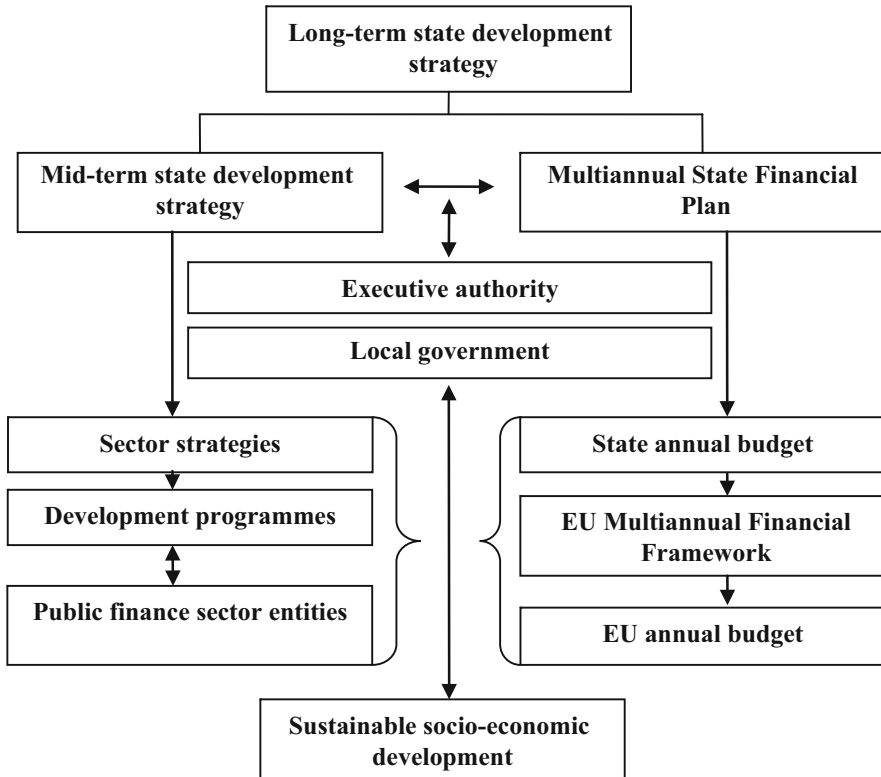 Long-term state development
strategy
Mid-term state development
strategy
Multiannual State Financial
Plan
Executive authority
Local government
Sector strategies
Development programmes
Public finance sector entities
State annual budget
EU Multiannual Financial
Framework
EU annual budget
Sustainable socio-economic
development